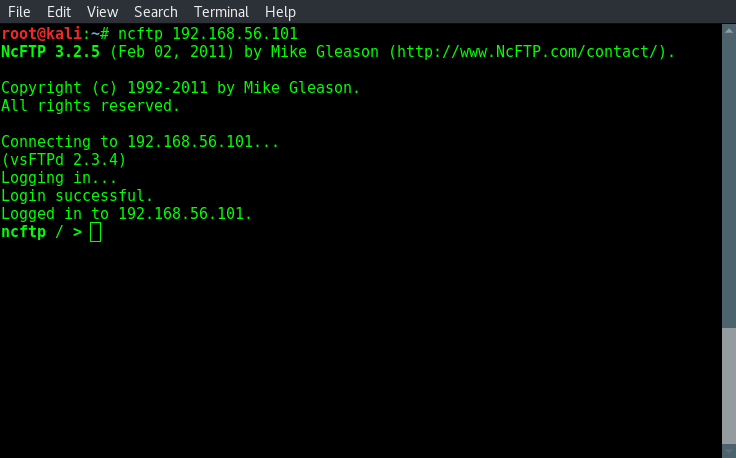 File Edit View Search Terminal Help
root@kali:~# ncftp 192.168.56.101
NcFTP 3.2.5 (Feb 02, 2011) by Mike Gleason (http://www.NcFTP.com/contact/).
Copyright (c) 1992-2011 by Mike Gleason.
All rights reserved.
Connecting to 192.168.56.101...
(vsFTPd 2.3.4)
Logging in...
Login successful.
Logged in to 192.168.56.101.
ncftp / >